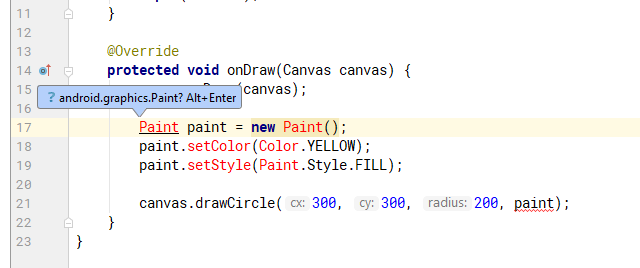 11 }
12
13 @Override
14 protected void onDraw(Canvas canvas) {
15 (canvas);
? android.graphics.Paint? Alt+Enter
16
17 Paint paint = new Paint();
18 paint.setColor(Color.YELLOW);
19 paint.setStyle(Paint.Style.FILL);
20
21 canvas.drawCircle( cx: 300, cy: 300, radius: 200, paint);
22 }
23 }